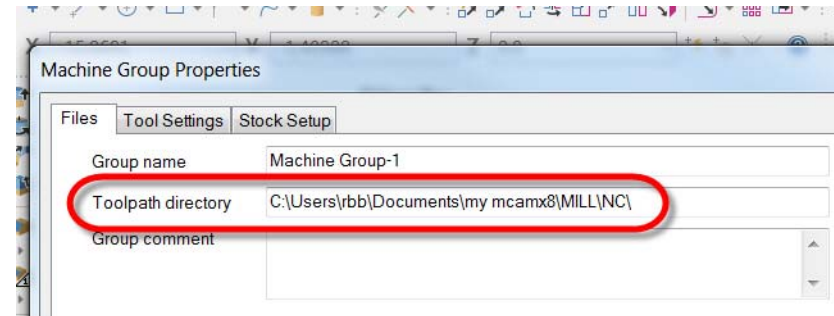 Machine Group Properties
Files Tool Settings Stock Setup
Group name Machine Group-1
Toolpath directory C:\Users\rbb\Documents\my mcamx8\MILL\NC\
Group comment